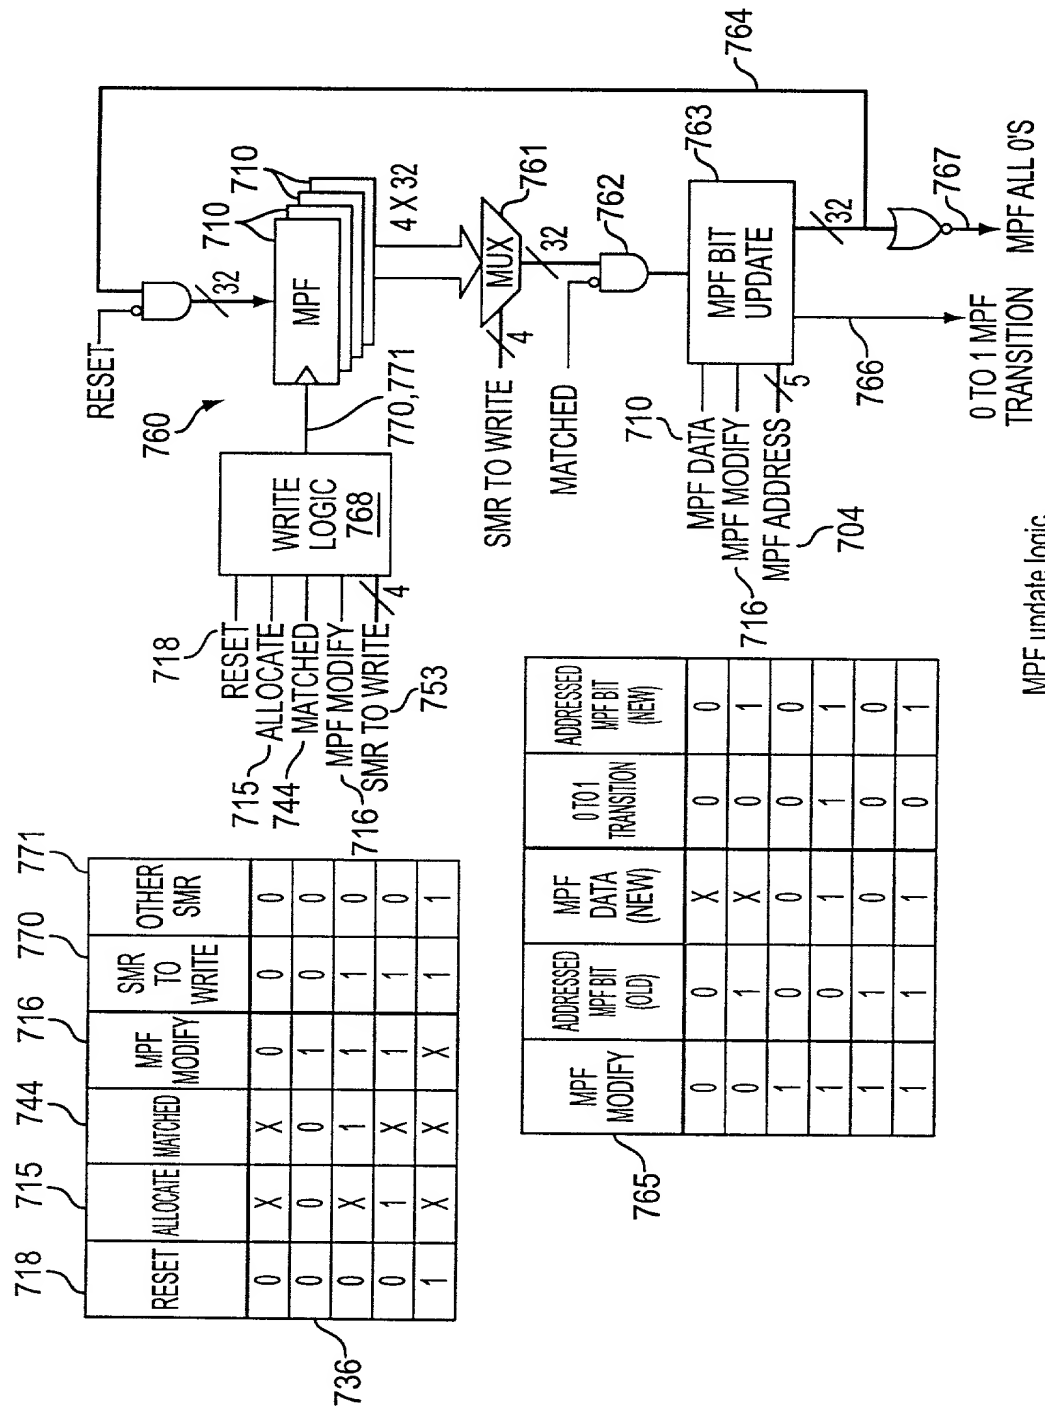 718
715
744
716
770
771
RESET
ALLOCATE
MATCHED
MPF
MODIFY
SMR
TO
WRITE
OTHER
SMR
0 X X 0 0 0
0 0 0 1 0 0
0 X 1 1 1 0
0 1 X 1 1 0
1 X X X 1 1
736
MPF
MODIFY
ADDRESSED
MPF BIT
(OLD)
MPF
DATA
(NEW)
0 TO 1
TRANSITION
ADDRESSED
MPF BIT
(NEW)
0 0 X 0 0
0 1 X 0 1
1 0 0 0 0
1 0 1 1 1
1 1 0 0 0
1 1 1 0 1
765
718
RESET
715
ALLOCATE
744
MATCHED
716
MPF MODIFY
SMR TO WRITE
753
4
WRITE
LOGIC
768
760
770,771
RESET
32
MPF
710
710
4 X 32
SMR TO WRITE
4
MUX
761
32
MATCHED
762
710
MPF DATA
716
MPF MODIFY
MPF ADDRESS
704
5
MPF BIT
UPDATE
763
764
32
766
767
0 TO 1 MPF
TRANSITION
MPF ALL 0'S
MPF update logic